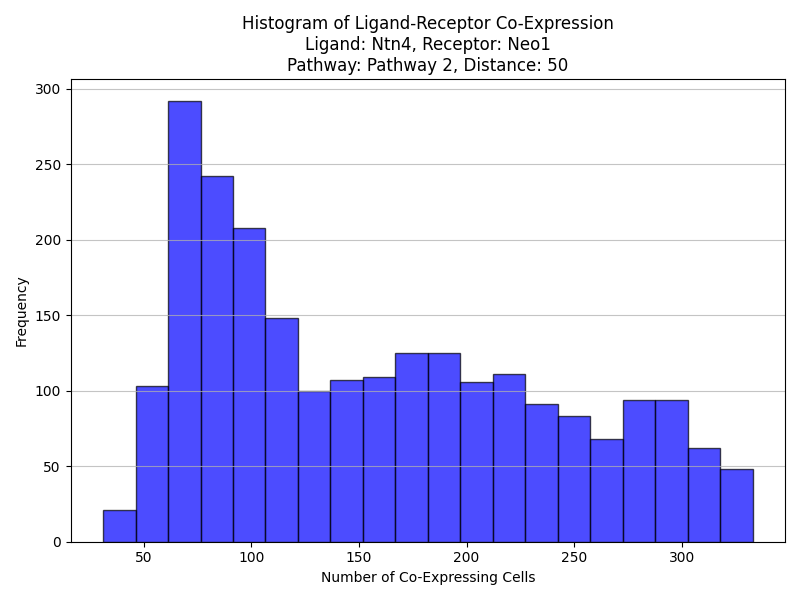 Histogram of Ligand-Receptor Co-Expression
Ligand: Ntn4, Receptor: Neo1
Pathway: Pathway 2, Distance: 50
300
250
200
150
100
50
0
Frequency
50 100 150 200 250 300
Number of Co-Expressing Cells